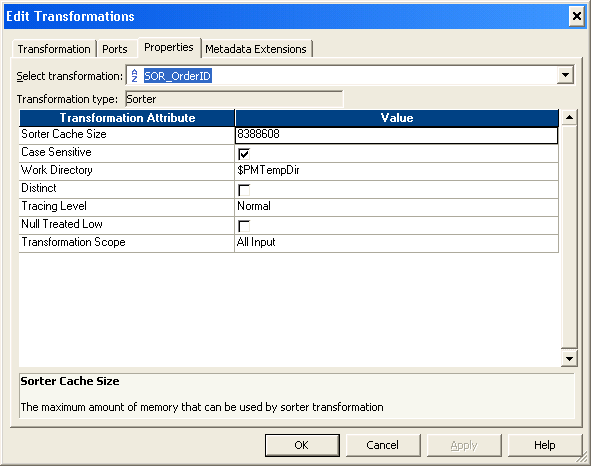 Edit Transformations
Transformation Ports Properties Metadata Extensions
Select transformation: AZ SOR_OrderID
Transformation type: Sorter
Transformation Attribute Value
Sorter Cache Size 8388608
Case Sensitive
Work Directory $PMTempDir
Distinct
Tracing Level Normal
Null Treated Low
Transformation Scope All Input
Sorter Cache Size
The maximum amount of memory that can be used by sorter transformation
OK Cancel Apply Help